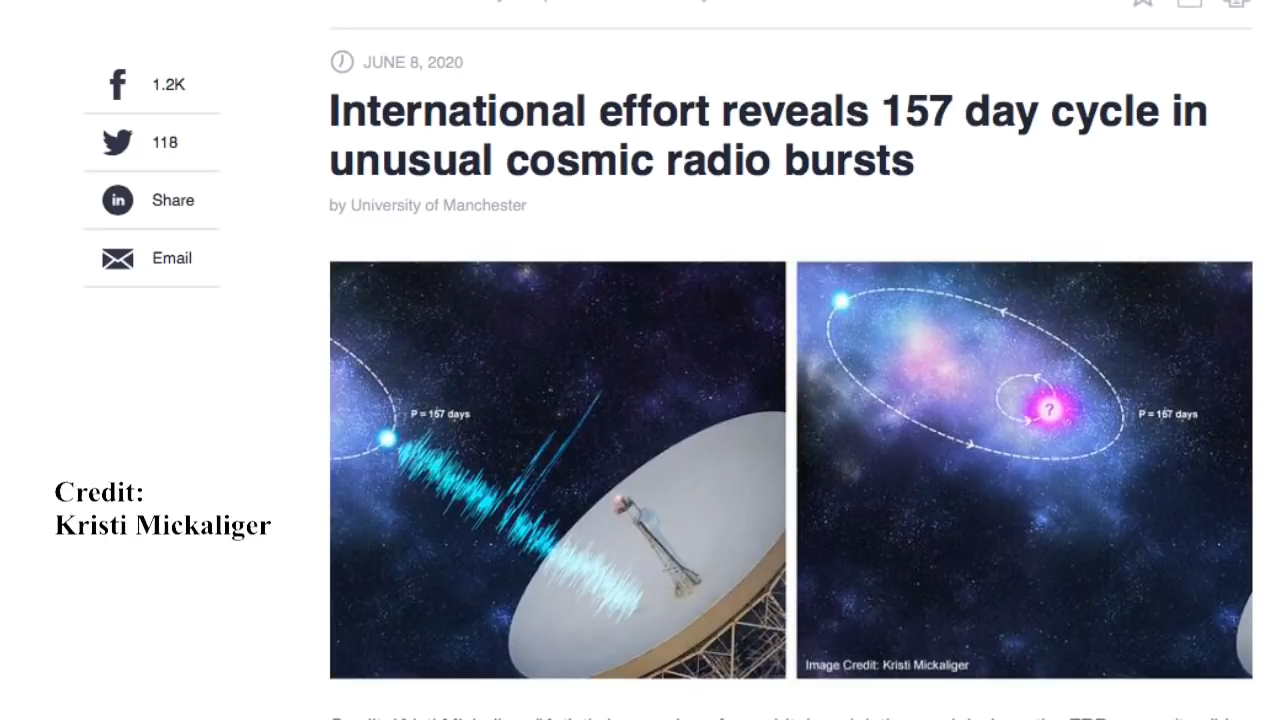 JUNE 8, 2020
International effort reveals 157 day cycle in
unusual cosmic radio bursts
by University of Manchester
1.2K
118
in Share
Email
Credit:
Kristi Mickaliger
P = 157 days
? P = 157 days
Image Credit: Kristi Mickaliger